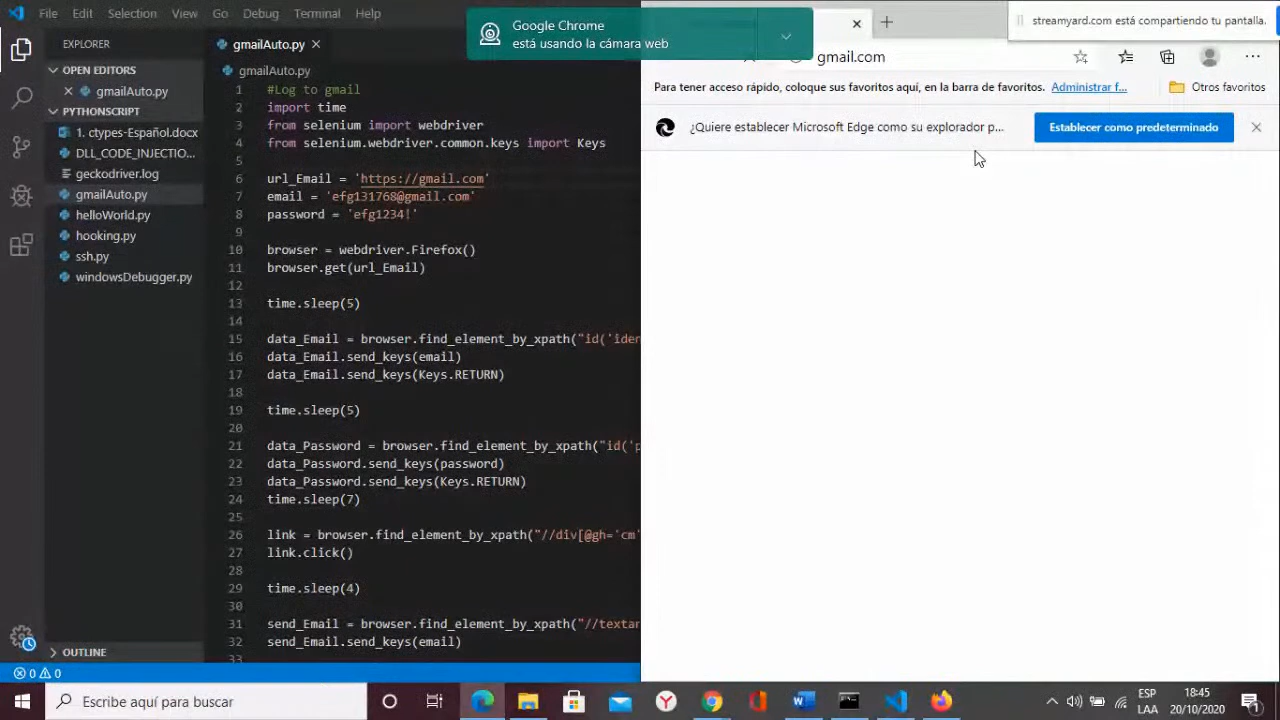 File Edit Selection View Go Debug Terminal Help
Google Chrome
está usando la cámara web
streamyard.com está compartiendo tu pantalla.
gmail.com
Para tener acceso rápido, coloque sus favoritos aquí, en la barra de favoritos. Administrar f... Otros favoritos
¿Quiere establecer Microsoft Edge como su explorador p... Establecer como predeterminado
EXPLORER
OPEN EDITORS
gmailAuto.py
PYTHONSCRIPT
1. ctypes-Español.docx
DLL_CODE_INJECTIO...
geckodriver.log
gmailAuto.py
helloWorld.py
hooking.py
ssh.py
windowsDebugger.py
OUTLINE
gmailAuto.py
gmailAuto.py
1 #Log to gmail
2 import time
3 from selenium import webdriver
4 from selenium.webdriver.common.keys import Keys
5
6 url_Email = 'https://gmail.com'
7 email = 'efg131768@gmail.com'
8 password = 'efg1234!'
9
10 browser = webdriver.Firefox()
11 browser.get(url_Email)
12
13 time.sleep(5)
14
15 data_Email = browser.find_element_by_xpath("id('iden
16 data_Email.send_keys(email)
17 data_Email.send_keys(Keys.RETURN)
18
19 time.sleep(5)
20
21 data_Password = browser.find_element_by_xpath("id('p
22 data_Password.send_keys(password)
23 data_Password.send_keys(Keys.RETURN)
24 time.sleep(7)
25
26 link = browser.find_element_by_xpath("//div[@gh='cm'
27 link.click()
28
29 time.sleep(4)
30
31 send_Email = browser.find_element_by_xpath("//textar
32 send_Email.send_keys(email)
33
0 0
Escribe aquí para buscar
ESP
LAA
18:45
20/10/2020
1